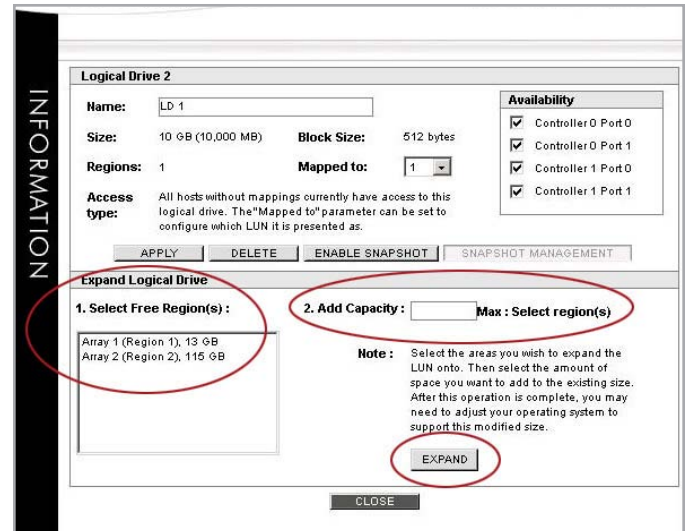 INFORMATION
Logical Drive 2
Name: LD 1
Size: 10 GB (10,000 MB) Block Size: 512 bytes
Regions: 1 Mapped to: 1
Access type: All hosts without mappings currently have access to this
logical drive. The "Mapped to" parameter can be set to
configure which LUN it is presented as.
Availability
Controller 0 Port 0
Controller 0 Port 1
Controller 1 Port 0
Controller 1 Port 1
APPLY DELETE ENABLE SNAPSHOT SNAPSHOT MANAGEMENT
Expand Logical Drive
1. Select Free Region(s) : 2. Add Capacity : Max : Select region(s)
Array 1 (Region 1), 13 GB
Array 2 (Region 2), 115 GB
Note : Select the areas you wish to expand the
LUN onto. Then select the amount of
space you want to add to the existing size.
After this operation is complete, you may
need to adjust your operating system to
support this modified size.
EXPAND
CLOSE